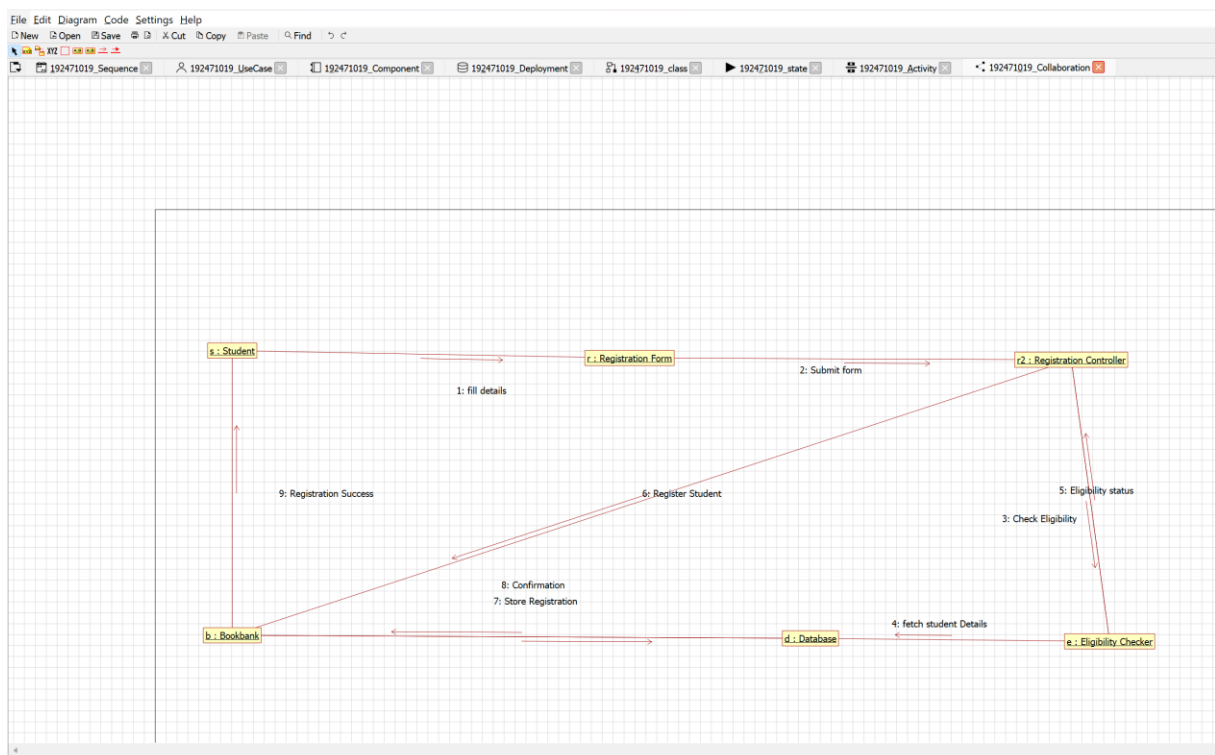 File Edit Diagram Code Settings Help
New Open Save Cut Copy Paste Find
XYZ
192471019_Sequence 192471019_UseCase 192471019_Component 192471019_Deployment 192471019_class 192471019_state 192471019_Activity 192471019_Collaboration
s : Student
r : Registration Form
r2 : Registration Controller
2: Submit form
1: fill details
9: Registration Success
6: Register Student
5: Eligibility status
3: Check Eligibility
8: Confirmation
7: Store Registration
4: fetch student Details
b : Bookbank
d : Database
e : Eligibility Checker